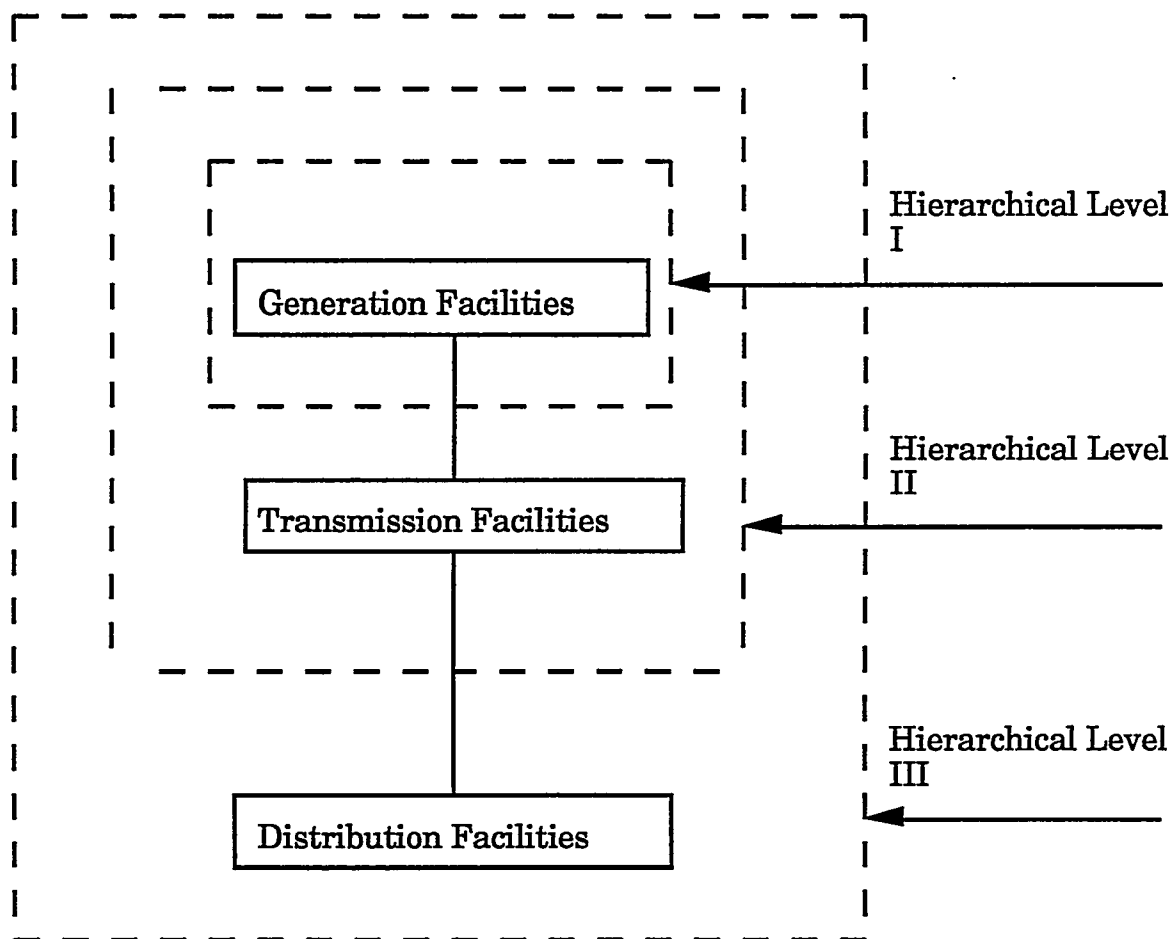 Hierarchical Level
I
Generation Facilities
Hierarchical Level
II
Transmission Facilities
Hierarchical Level
III
Distribution Facilities